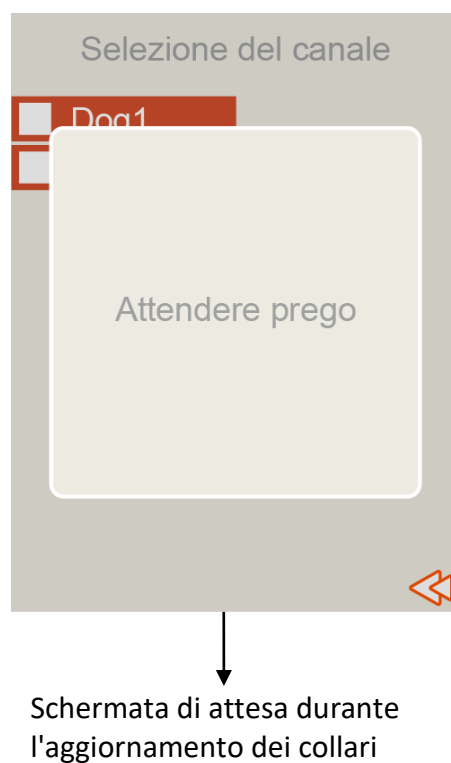 Selezione del canale
Dog1
Attendere prego
Schermata di attesa durante
l'aggiornamento dei collari